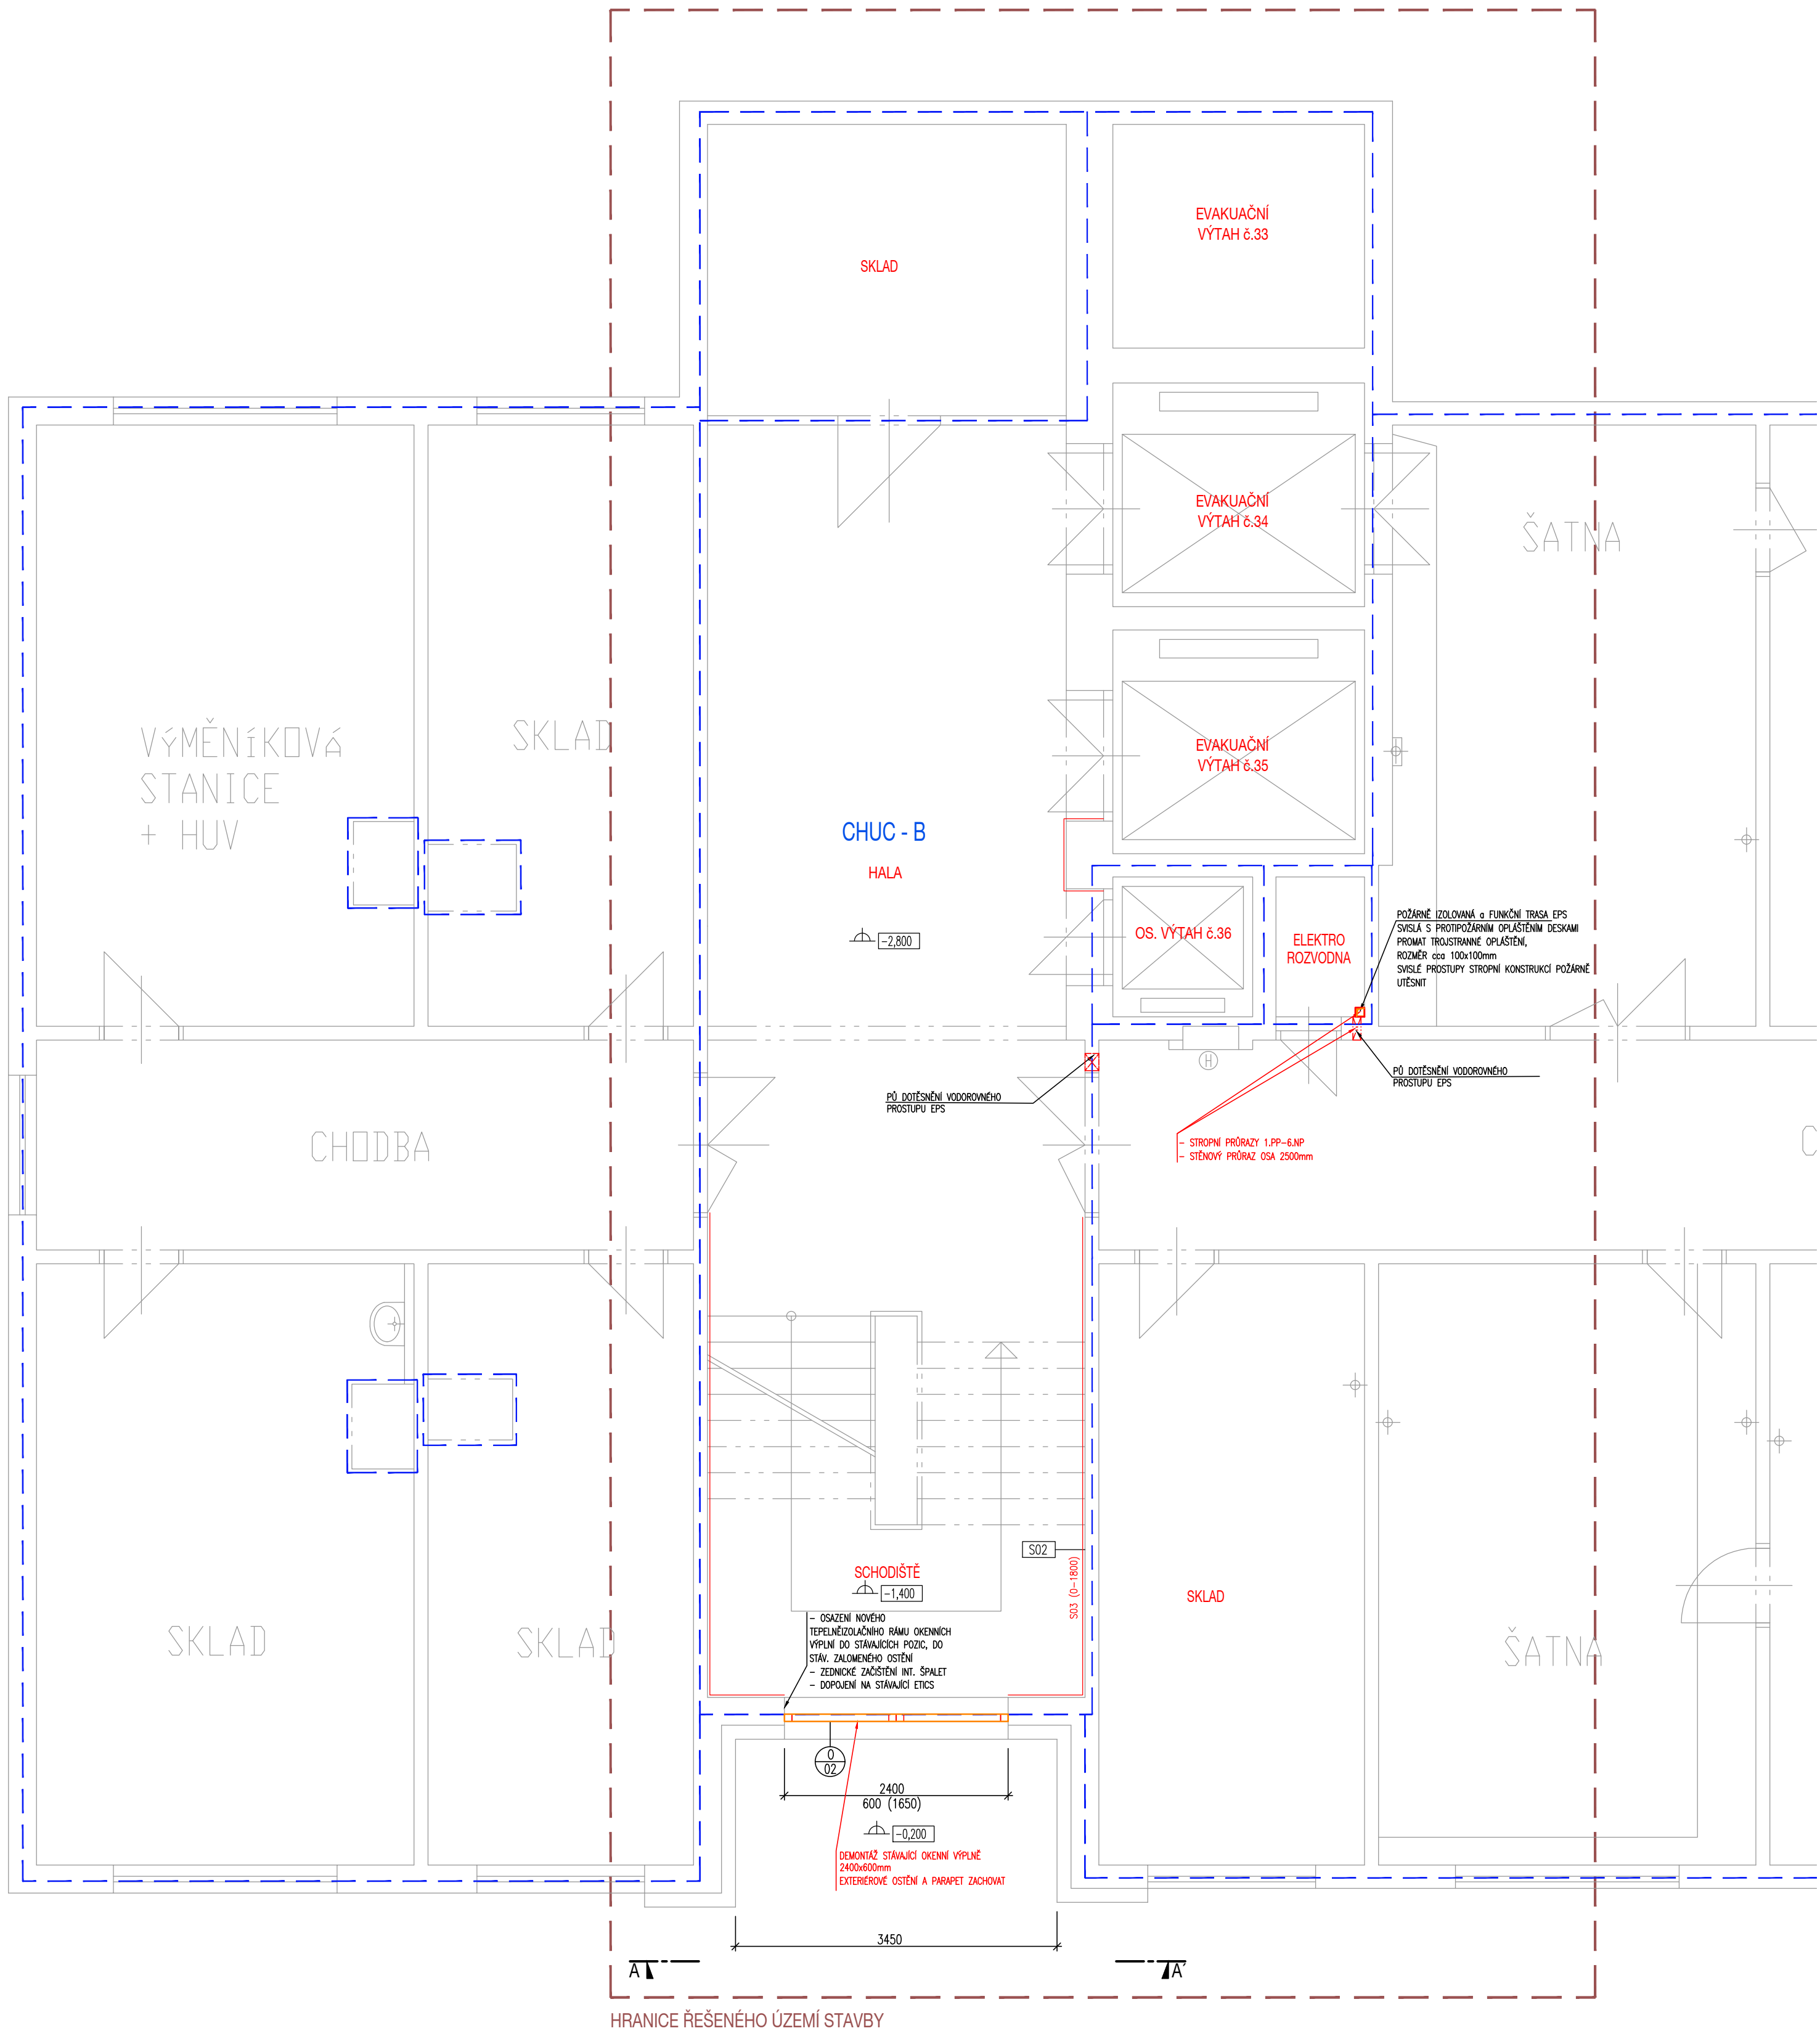 EVAKUAČNÍ
VÝTAH č.33
SKLAD
EVAKUAČNÍ
VÝTAH č.34
ŠATNA
VÝMĚNÍKOVÁ
STANICE
+ HUV
SKLAD
EVAKUAČNÍ
VÝTAH č.35
CHUC - B
HALA
-2,800
OS. VÝTAH č.36
ELEKTRO
ROZVODNA
POŽÁRNĚ IZOLOVANÁ a FUNKČNÍ TRASA EPS
SVISLÁ S PROTIPOŽÁRNÍM OPLÁŠTĚNÍM DESKAMI
PROMAT TROJSTRANNÉ OPLÁŠTĚNÍ,
ROZMĚR cca 100x100mm
SVISLÉ PROSTUPY STROPNÍ KONSTRUKCÍ POŽÁRNĚ
UTĚSNIT
H
PŮ DOTĚSNĚNÍ VODOROVNÉHO
PROSTUPU EPS
PŮ DOTĚSNĚNÍ VODOROVNÉHO
PROSTUPU EPS
- STROPNÍ PRŮRAZY 1.PP-6.NP
- STĚNOVÝ PRŮRAZ OSA 2500mm
CHODBA
C
S02
S03 (0-1800)
SCHODIŠTĚ
-1,400
SKLAD
- OSAZENÍ NOVÉHO
TEPELNĚIZOLAČNÍHO RÁMU OKENNÍCH
VÝPLNÍ DO STÁVAJÍCÍCH POZIC, DO
STÁV. ZALOMENÉHO OSTĚNÍ
- ZEDNICKÉ ZAČIŠTĚNÍ INT. ŠPALET
- DOPOJENÍ NA STÁVAJÍCÍ ETICS
SKLAD
SKLAD
ŠATNA
O
02
2400
600 (1650)
-0,200
DEMONTÁŽ STÁVAJÍCÍ OKENNÍ VÝPLNĚ
2400x600mm
EXTERIÉROVÉ OSTĚNÍ A PARAPET ZACHOVAT
3450
A
A´
HRANICE ŘEŠENÉHO ÚZEMÍ STAVBY